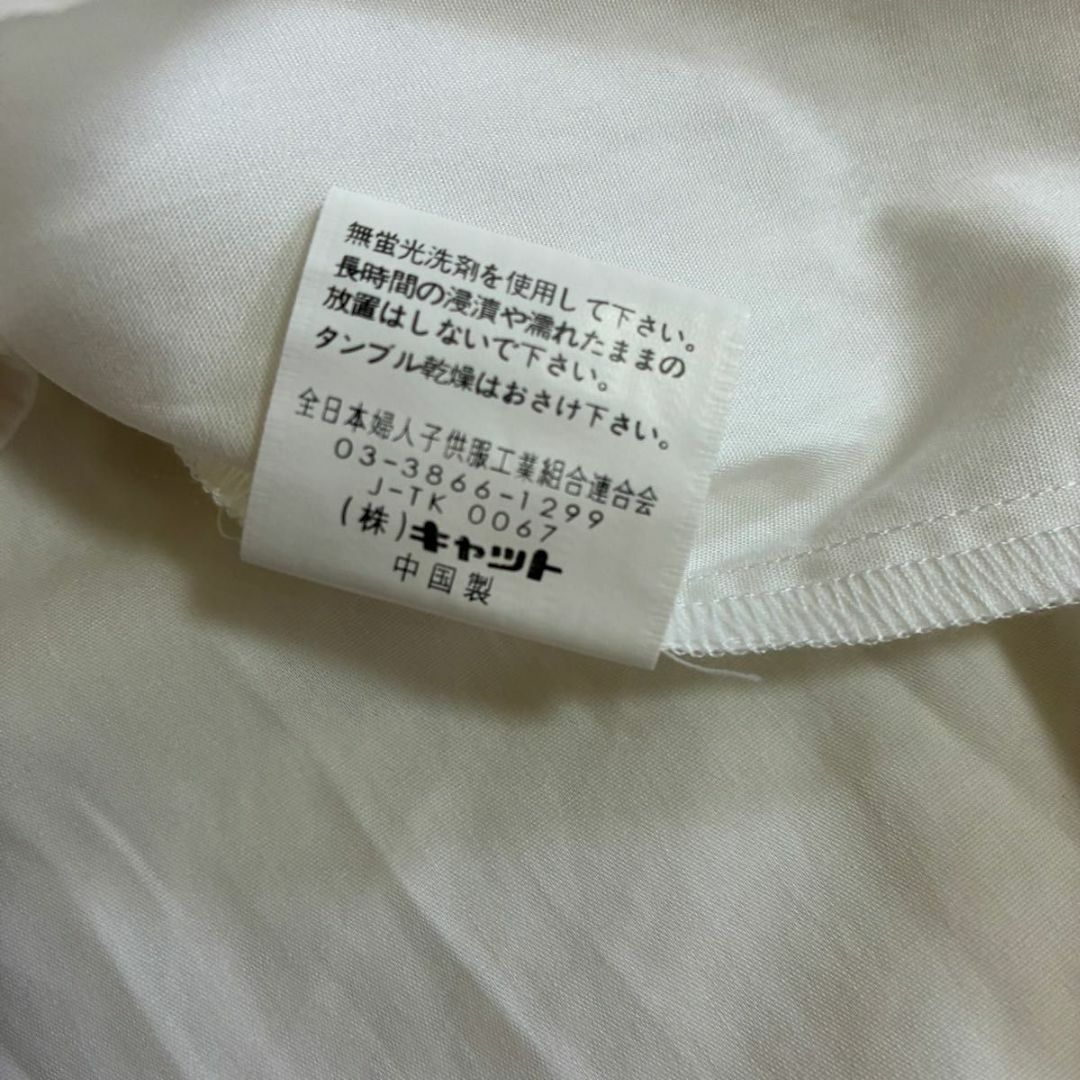 無蛍光洗剤を使用して下さい。
長時間の浸漬や濡れたままの
放置はしないで下さい。
タンブル乾燥はおさけ下さい。
全日本婦人子供服工業組合連合会
03-3866-1299
J-TK 0067
(株)キャット
中国製